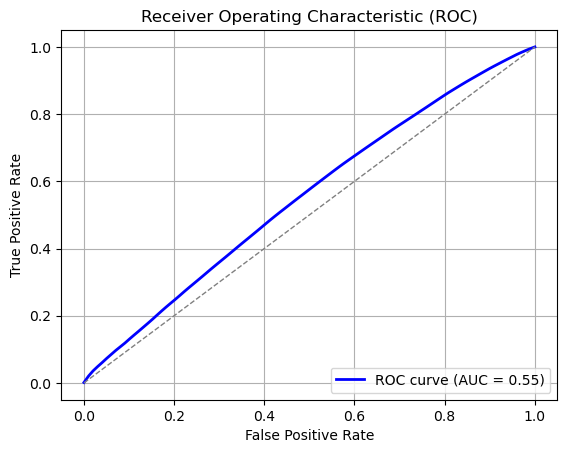 Receiver Operating Characteristic (ROC)
True Positive Rate
1.0
0.8
0.6
0.4
0.2
0.0
ROC curve (AUC = 0.55)
0.0 0.2 0.4 0.6 0.8 1.0
False Positive Rate